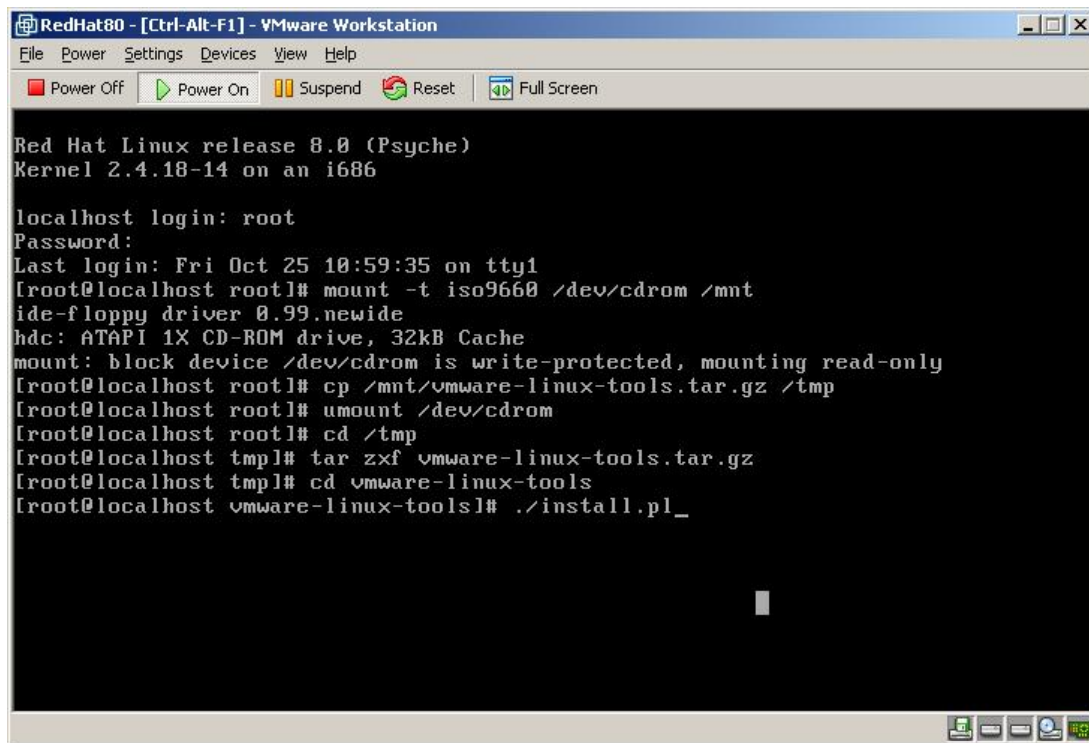 RedHat80 - [Ctrl-Alt-F1] - VMware Workstation
File Power Settings Devices View Help
Power Off Power On Suspend Reset Full Screen
Red Hat Linux release 8.0 (Psyche)
Kernel 2.4.18-14 on an i686
localhost login: root
Password:
Last login: Fri Oct 25 10:59:35 on tty1
[root@localhost root]# mount -t iso9660 /dev/cdrom /mnt
ide-floppy driver 0.99.newide
hdc: ATAPI 1X CD-ROM drive, 32kB Cache
mount: block device /dev/cdrom is write-protected, mounting read-only
[root@localhost root]# cp /mnt/vmware-linux-tools.tar.gz /tmp
[root@localhost root]# umount /dev/cdrom
[root@localhost root]# cd /tmp
[root@localhost tmp]# tar zxf vmware-linux-tools.tar.gz
[root@localhost tmp]# cd vmware-linux-tools
[root@localhost vmware-linux-tools]# ./install.pl_